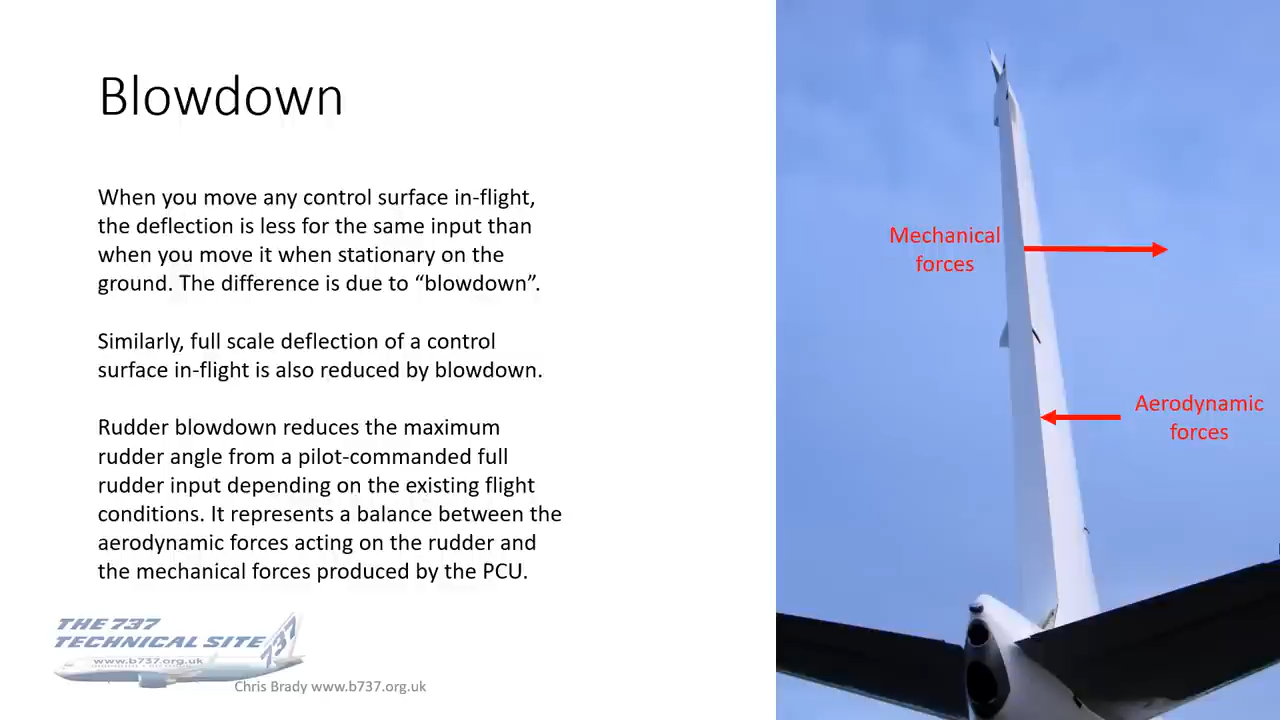 Blowdown
When you move any control surface in-flight,
the deflection is less for the same input than
when you move it when stationary on the
ground. The difference is due to “blowdown”.
Similarly, full scale deflection of a control
surface in-flight is also reduced by blowdown.
Rudder blowdown reduces the maximum
rudder angle from a pilot-commanded full
rudder input depending on the existing flight
conditions. It represents a balance between the
aerodynamic forces acting on the rudder and
the mechanical forces produced by the PCU.
Mechanical
forces
Aerodynamic
forces
THE 737
TECHNICAL SITE
737
www.b737.org.uk
Chris Brady www.b737.org.uk